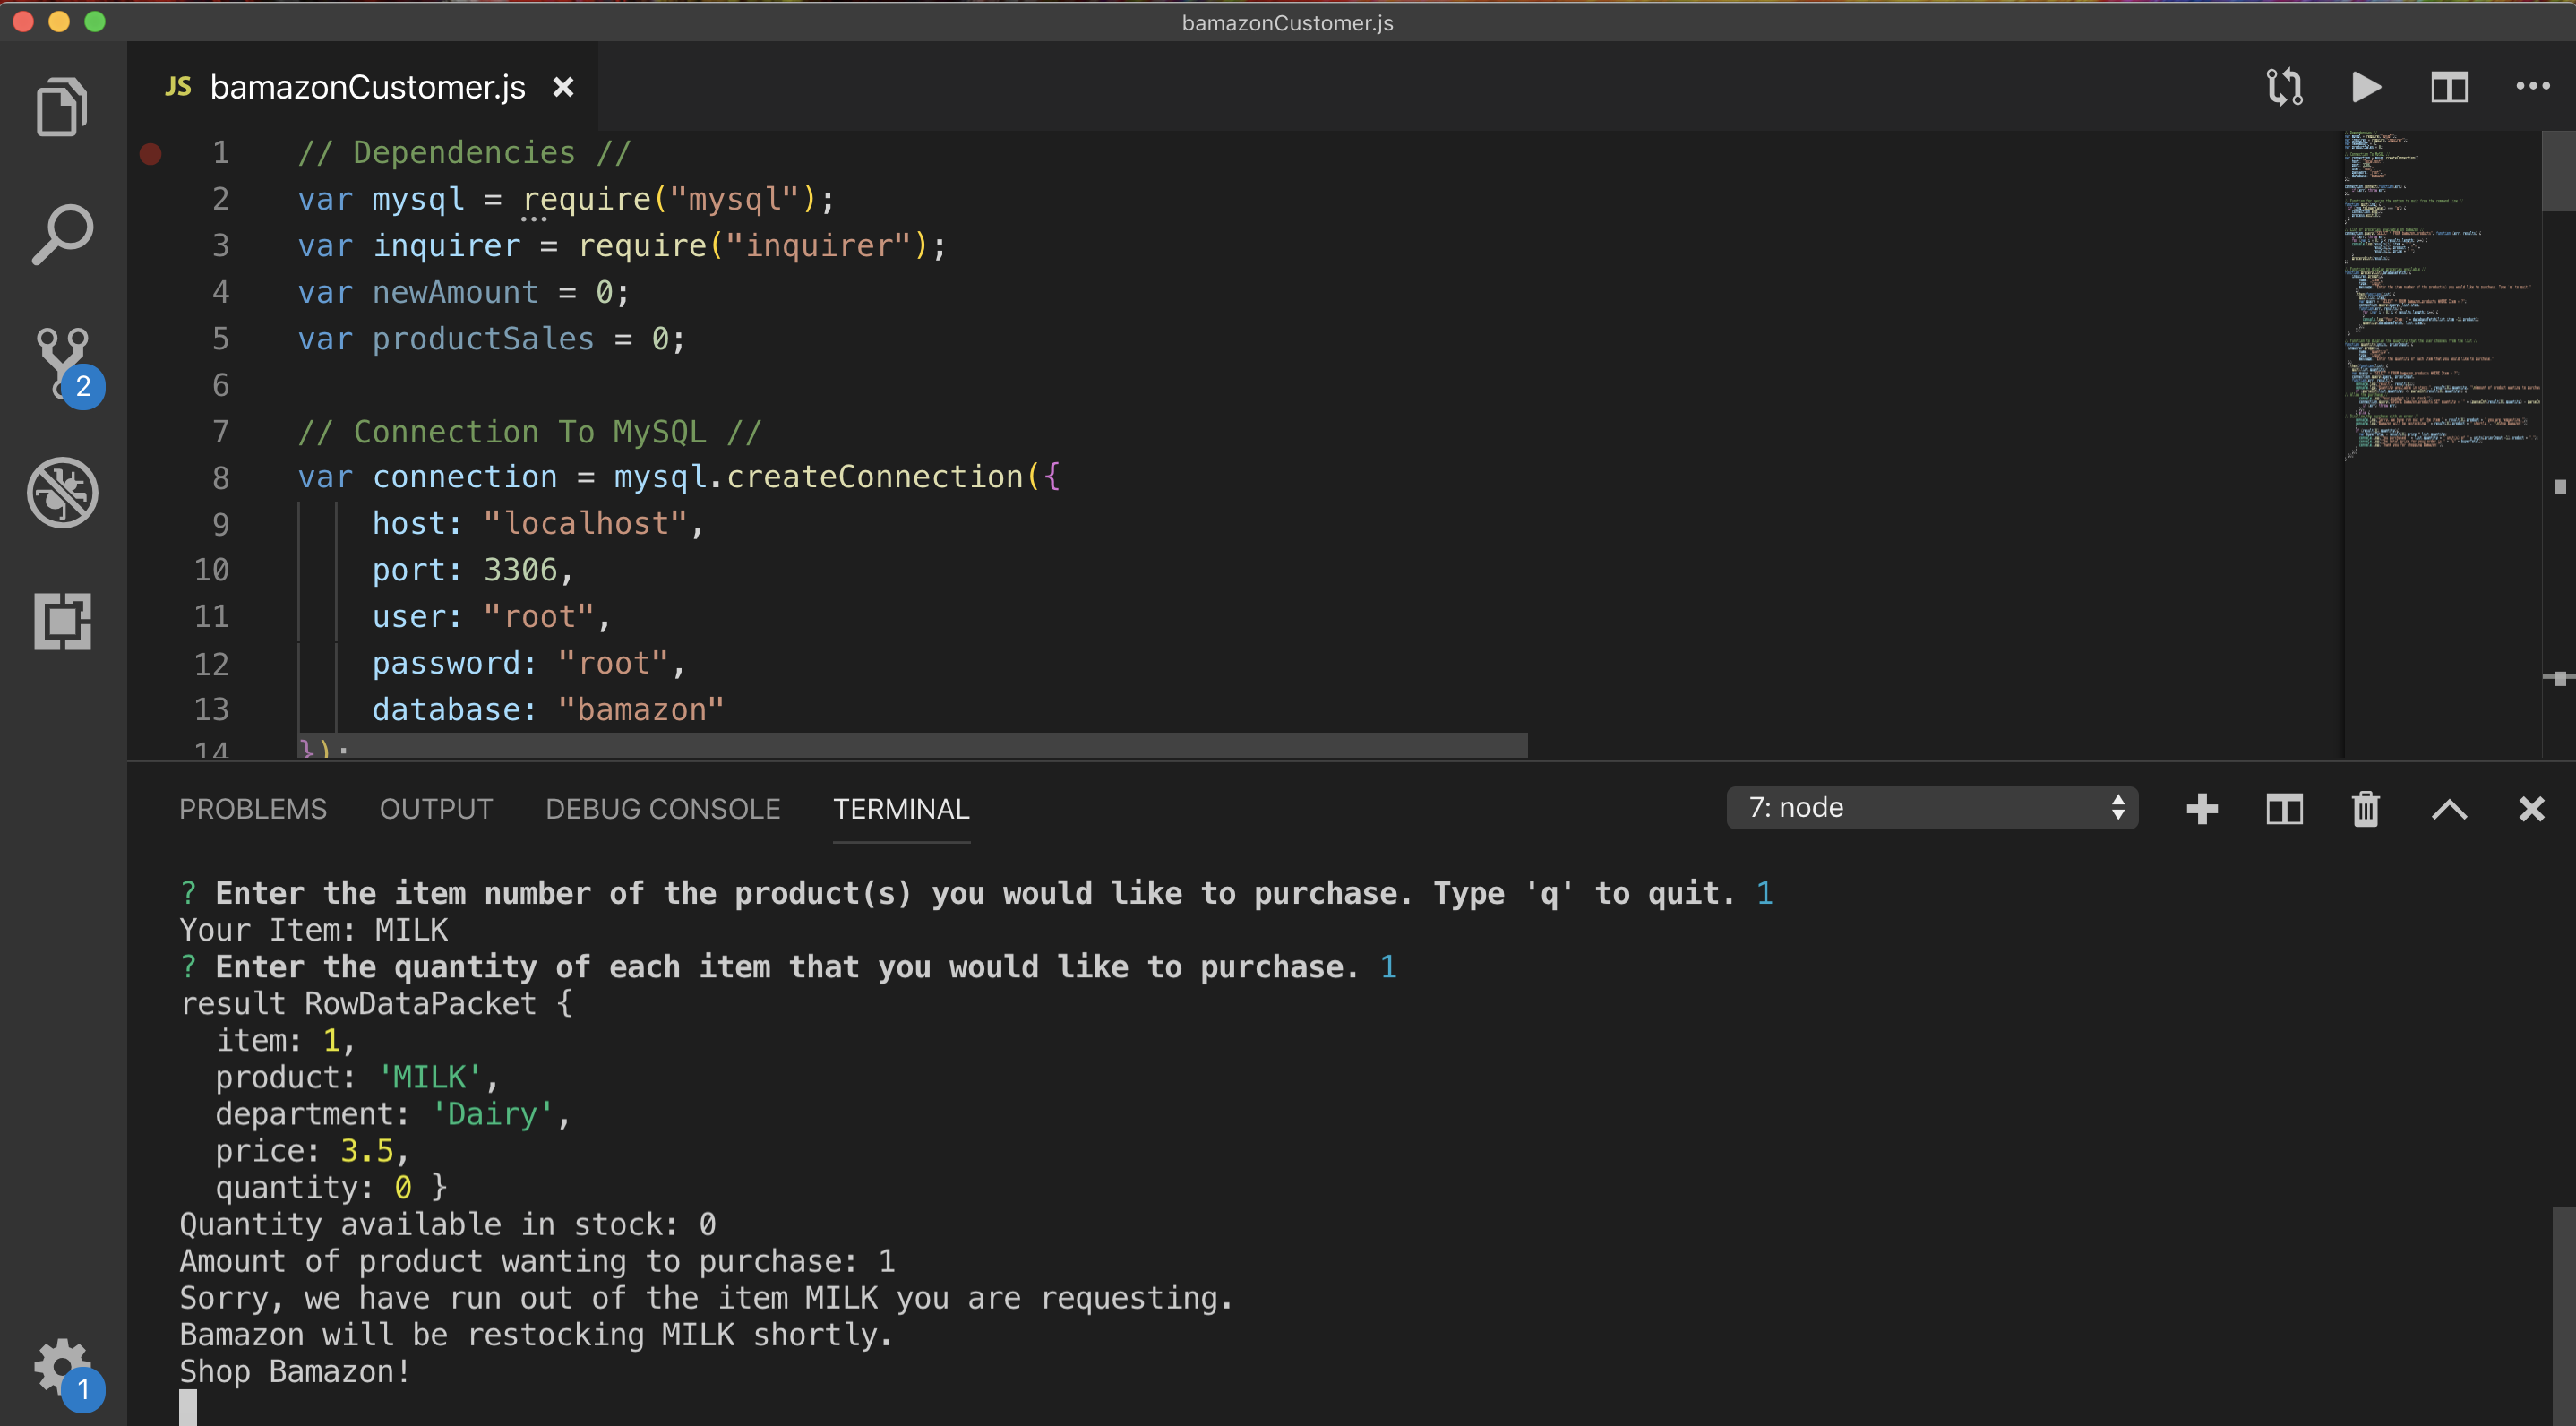 bamazonCustomer.js
JS bamazonCustomer.js
1 // Dependencies //
2 var mysql = require("mysql");
3 var inquirer = require("inquirer");
4 var newAmount = 0;
5 var productSales = 0;
6
7 // Connection To MySQL //
8 var connection = mysql.createConnection({
9 host: "localhost",
10 port: 3306,
11 user: "root",
12 password: "root",
13 database: "bamazon"
14 });
2
1
PROBLEMS OUTPUT DEBUG CONSOLE TERMINAL 7: node
? Enter the item number of the product(s) you would like to purchase. Type 'q' to quit. 1
Your Item: MILK
? Enter the quantity of each item that you would like to purchase. 1
result RowDataPacket {
item: 1,
product: 'MILK',
department: 'Dairy',
price: 3.5,
quantity: 0 }
Quantity available in stock: 0
Amount of product wanting to purchase: 1
Sorry, we have run out of the item MILK you are requesting.
Bamazon will be restocking MILK shortly.
Shop Bamazon!